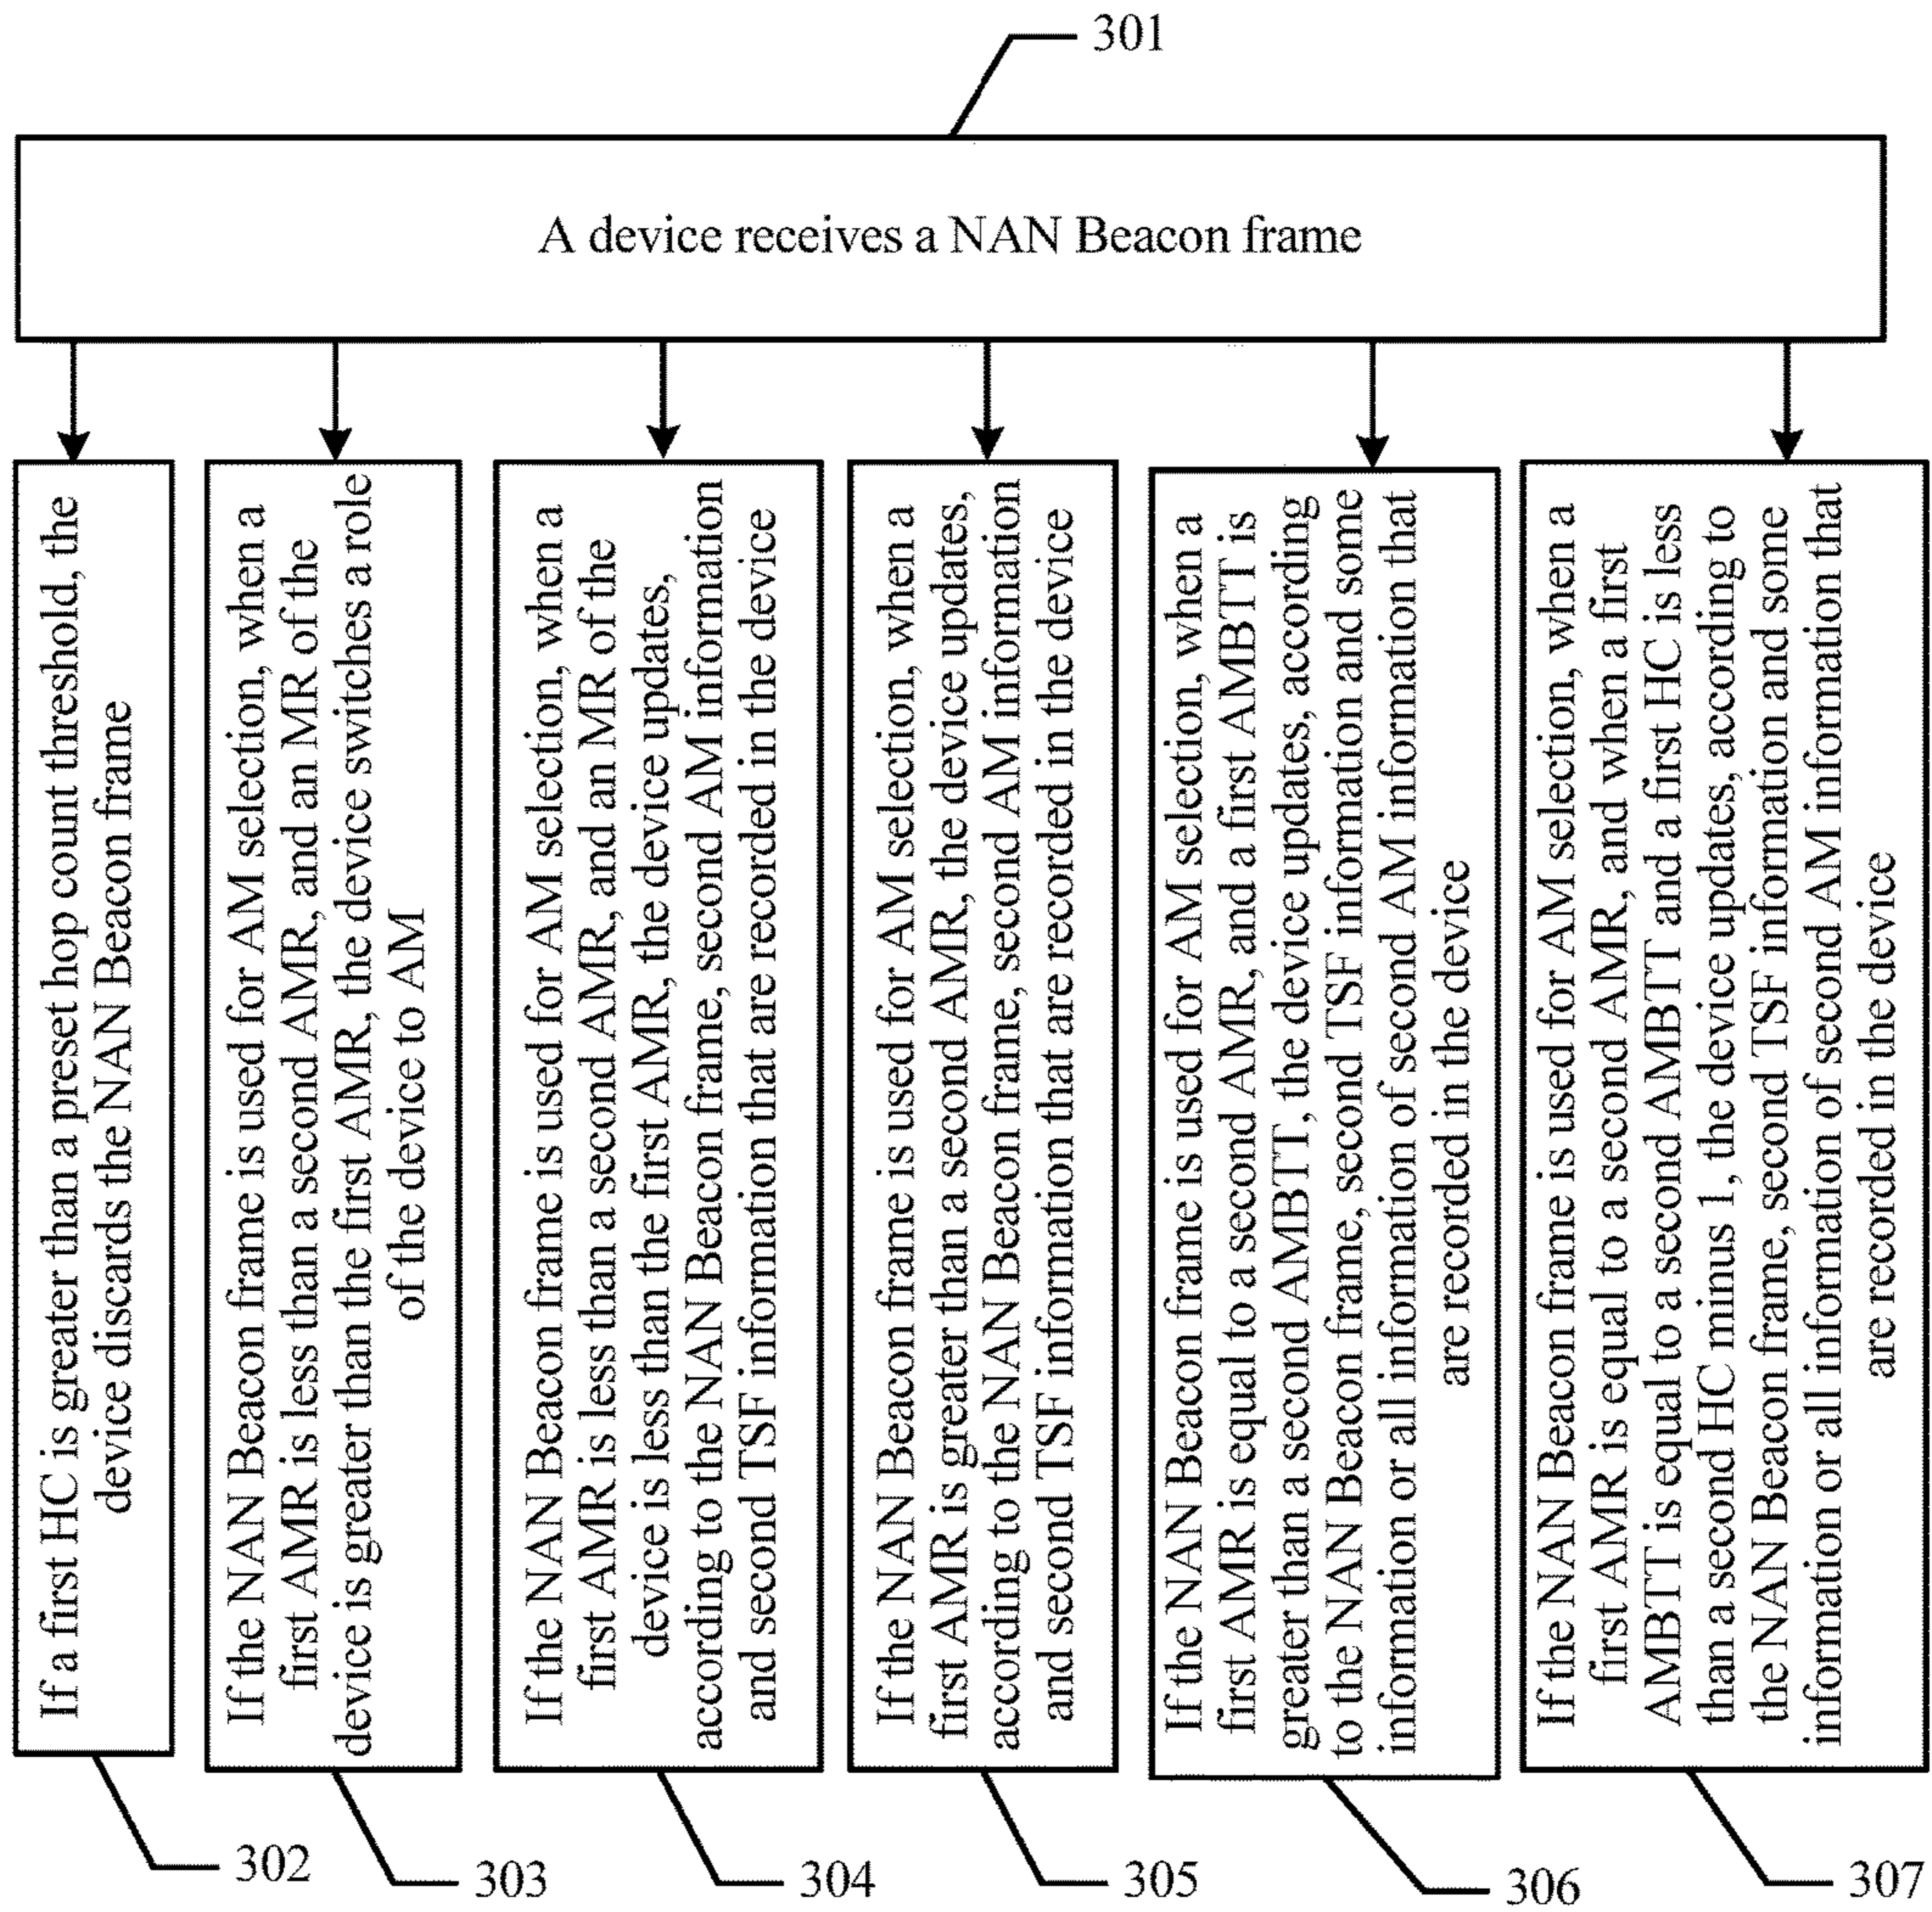 301
A device receives a NAN Beacon frame
If a first HC is greater than a preset hop count threshold, the
device discards the NAN Beacon frame
If the NAN Beacon frame is used for AM selection, when a
first AMR is less than a second AMR, and an MR of the
device is greater than the first AMR, the device switches a role
of the device to AM
If the NAN Beacon frame is used for AM selection, when a
first AMR is less than a second AMR, and an MR of the
device is less than the first AMR, the device updates,
according to the NAN Beacon frame, second AM information
and second TSF information that are recorded in the device
If the NAN Beacon frame is used for AM selection, when a
first AMR is greater than a second AMR, the device updates,
according to the NAN Beacon frame, second AM information
and second TSF information that are recorded in the device
If the NAN Beacon frame is used for AM selection, when a
first AMR is equal to a second AMR, and a first AMBTT is
greater than a second AMBTT, the device updates, according
to the NAN Beacon frame, second TSF information and some
information or all information of second AM information that
are recorded in the device
If the NAN Beacon frame is used for AM selection, when a
first AMR is equal to a second AMR, and when a first
AMBTT is equal to a second AMBTT and a first HC is less
than a second HC minus 1, the device updates, according to
the NAN Beacon frame, second TSF information and some
information or all information of second AM information that
are recorded in the device
302
303
304
305
306
307